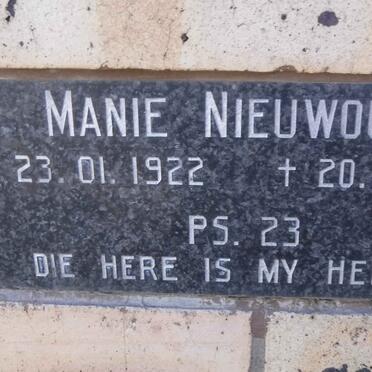 MANIE NIEUWOU
23.01.1922 † 20.
PS. 23
DIE HERE IS MY HE